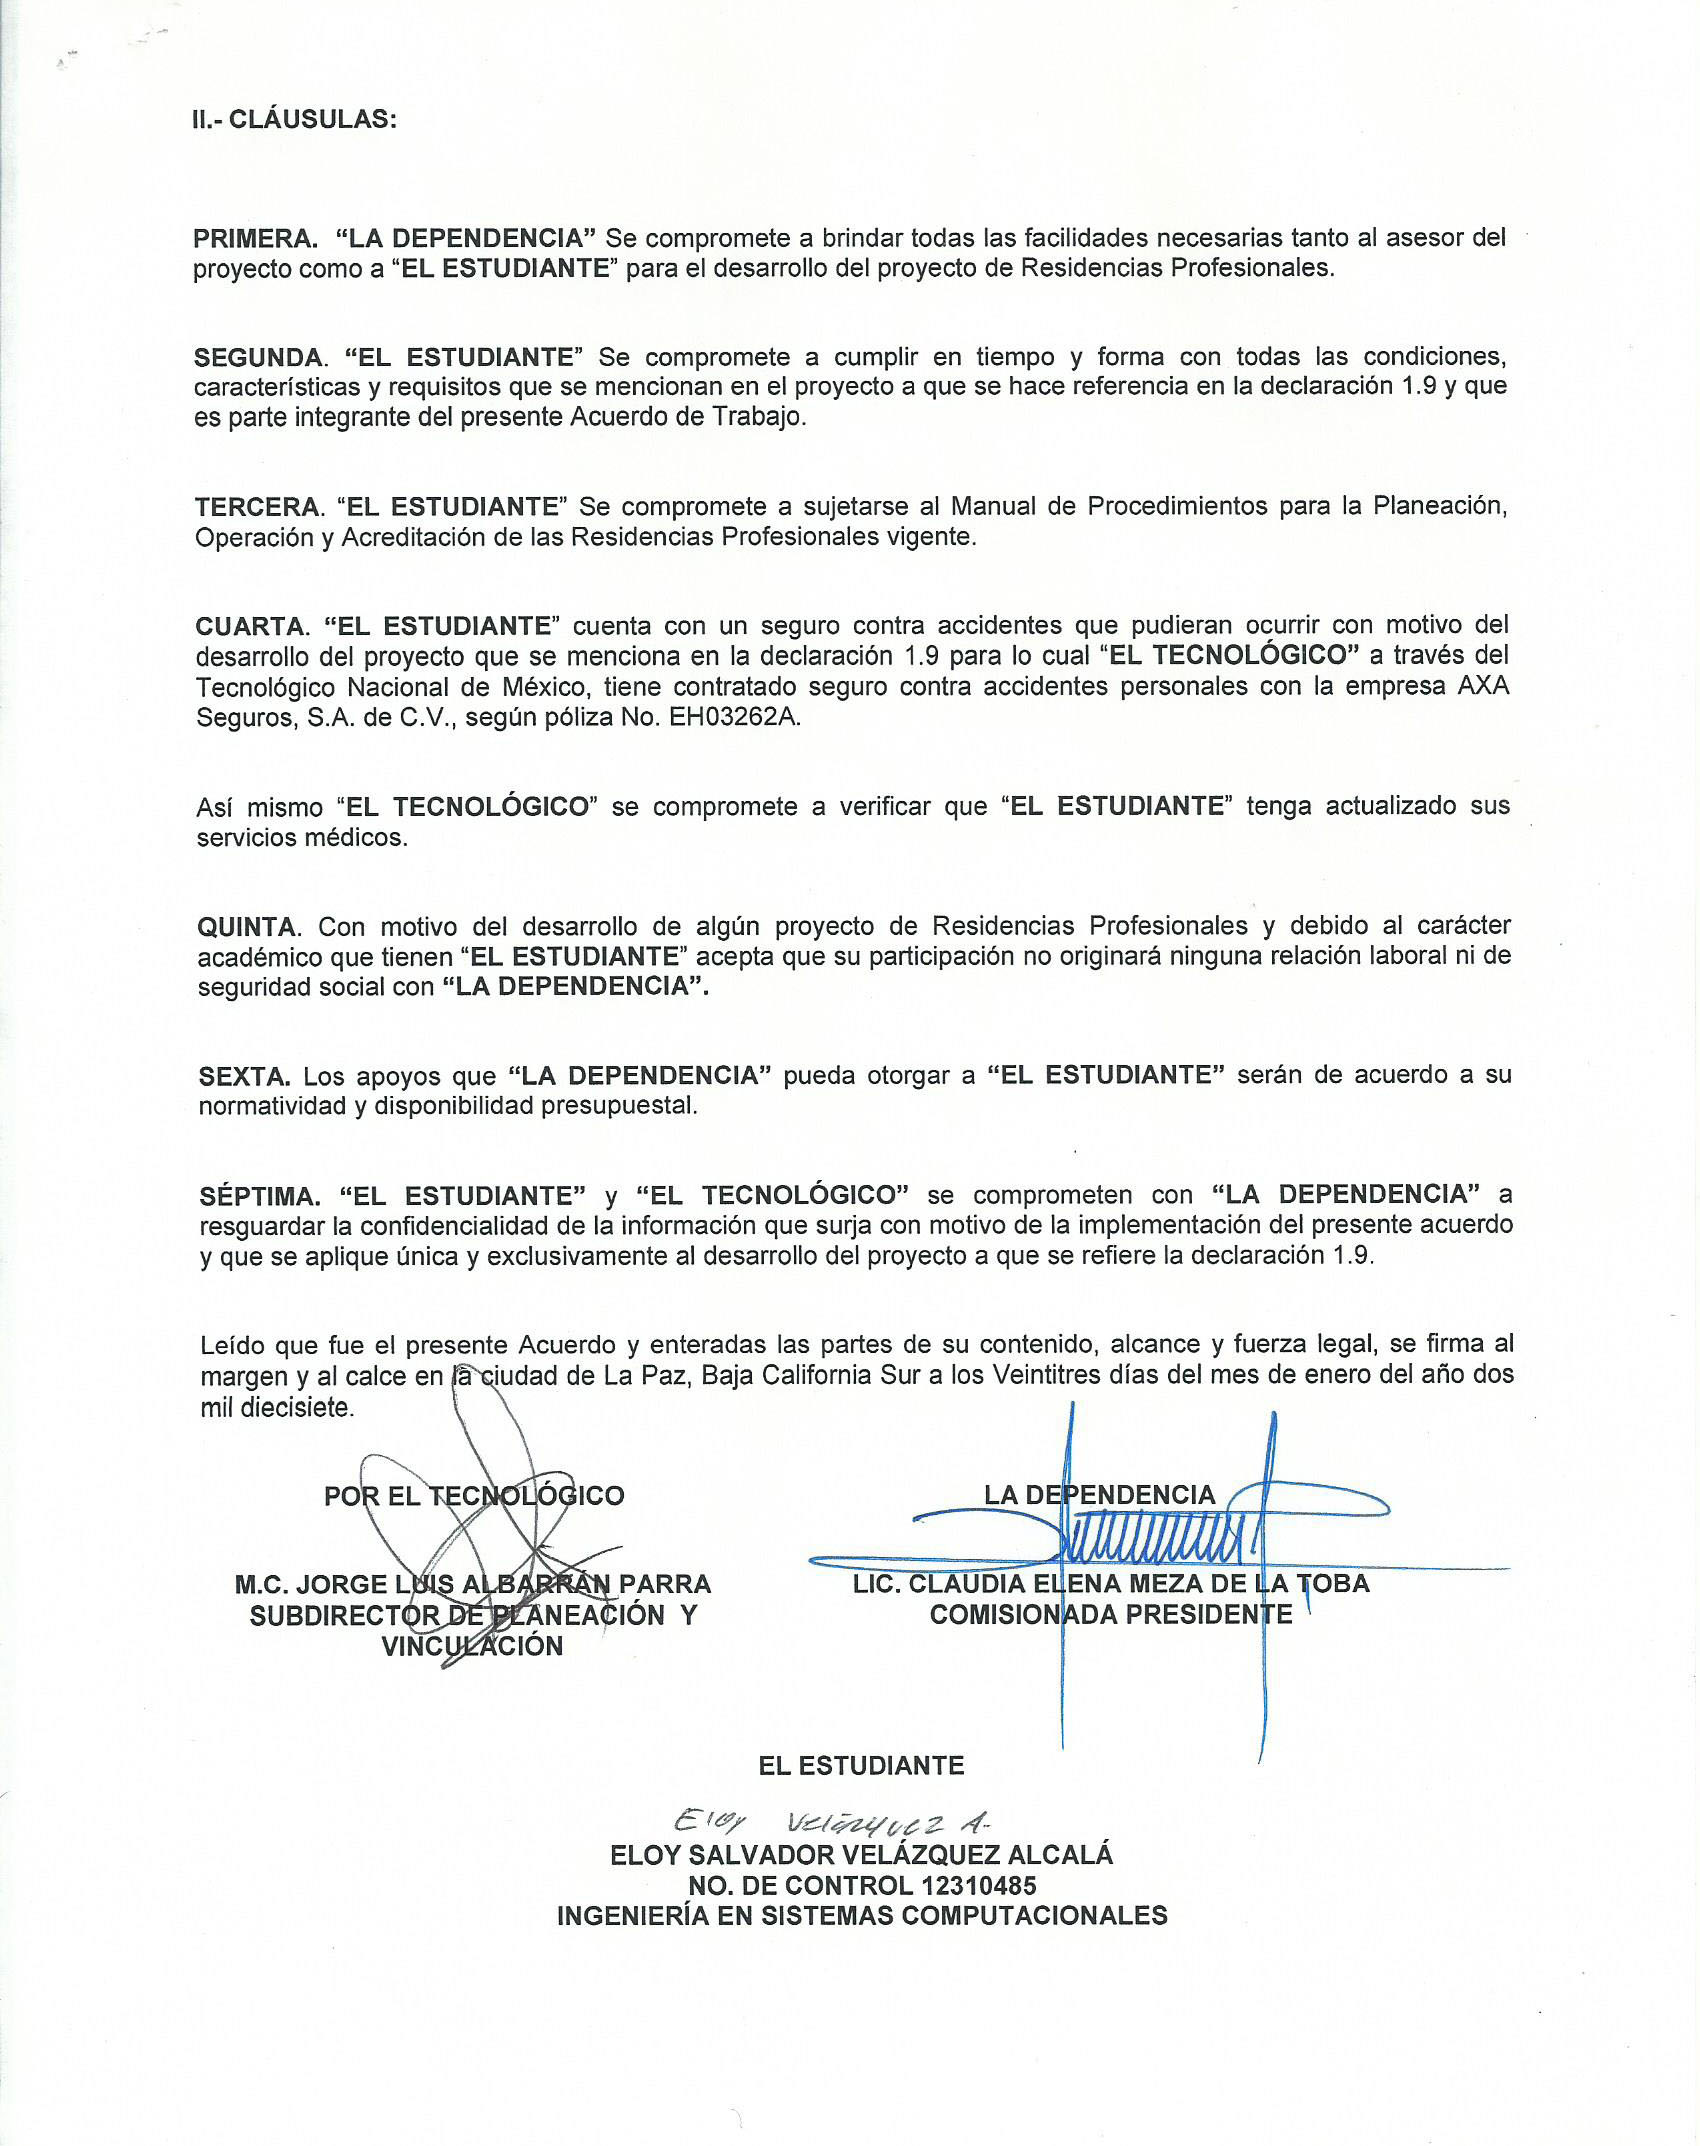 II.- CLÁUSULAS:
PRIMERA. “LA DEPENDENCIA” Se compromete a brindar todas las facilidades necesarias tanto al asesor del
proyecto como a “EL ESTUDIANTE” para el desarrollo del proyecto de Residencias Profesionales.
SEGUNDA. “EL ESTUDIANTE” Se compromete a cumplir en tiempo y forma con todas las condiciones,
características y requisitos que se mencionan en el proyecto a que se hace referencia en la declaración 1.9 y que
es parte integrante del presente Acuerdo de Trabajo.
TERCERA. “EL ESTUDIANTE” Se compromete a sujetarse al Manual de Procedimientos para la Planeación,
Operación y Acreditación de las Residencias Profesionales vigente.
CUARTA. “EL ESTUDIANTE” cuenta con un seguro contra accidentes que pudieran ocurrir con motivo del
desarrollo del proyecto que se menciona en la declaración 1.9 para lo cual “EL TECNOLÓGICO” a través del
Tecnológico Nacional de México, tiene contratado seguro contra accidentes personales con la empresa AXA
Seguros, S.A. de C.V., según póliza No. EH03262A.
Así mismo “EL TECNOLÓGICO” se compromete a verificar que “EL ESTUDIANTE” tenga actualizado sus
servicios médicos.
QUINTA. Con motivo del desarrollo de algún proyecto de Residencias Profesionales y debido al carácter
académico que tienen “EL ESTUDIANTE” acepta que su participación no originará ninguna relación laboral ni de
seguridad social con “LA DEPENDENCIA”.
SEXTA. Los apoyos que “LA DEPENDENCIA” pueda otorgar a “EL ESTUDIANTE” serán de acuerdo a su
normatividad y disponibilidad presupuestal.
SÉPTIMA. “EL ESTUDIANTE” y “EL TECNOLÓGICO” se comprometen con “LA DEPENDENCIA” a
resguardar la confidencialidad de la información que surja con motivo de la implementación del presente acuerdo
y que se aplique única y exclusivamente al desarrollo del proyecto a que se refiere la declaración 1.9.
Leído que fue el presente Acuerdo y enteradas las partes de su contenido, alcance y fuerza legal, se firma al
margen y al calce en la ciudad de La Paz, Baja California Sur a los Veintitres días del mes de enero del año dos
mil diecisiete.
POR EL TECNOLÓGICO
M.C. JORGE LUIS ALBARRÁN PARRA
SUBDIRECTOR DE PLANEACIÓN Y
VINCULACIÓN
LA DEPENDENCIA
LIC. CLAUDIA ELENA MEZA DE LA TOBA
COMISIONADA PRESIDENTE
EL ESTUDIANTE
Eloy Velázquez A.
ELOY SALVADOR VELÁZQUEZ ALCALÁ
NO. DE CONTROL 12310485
INGENIERÍA EN SISTEMAS COMPUTACIONALES